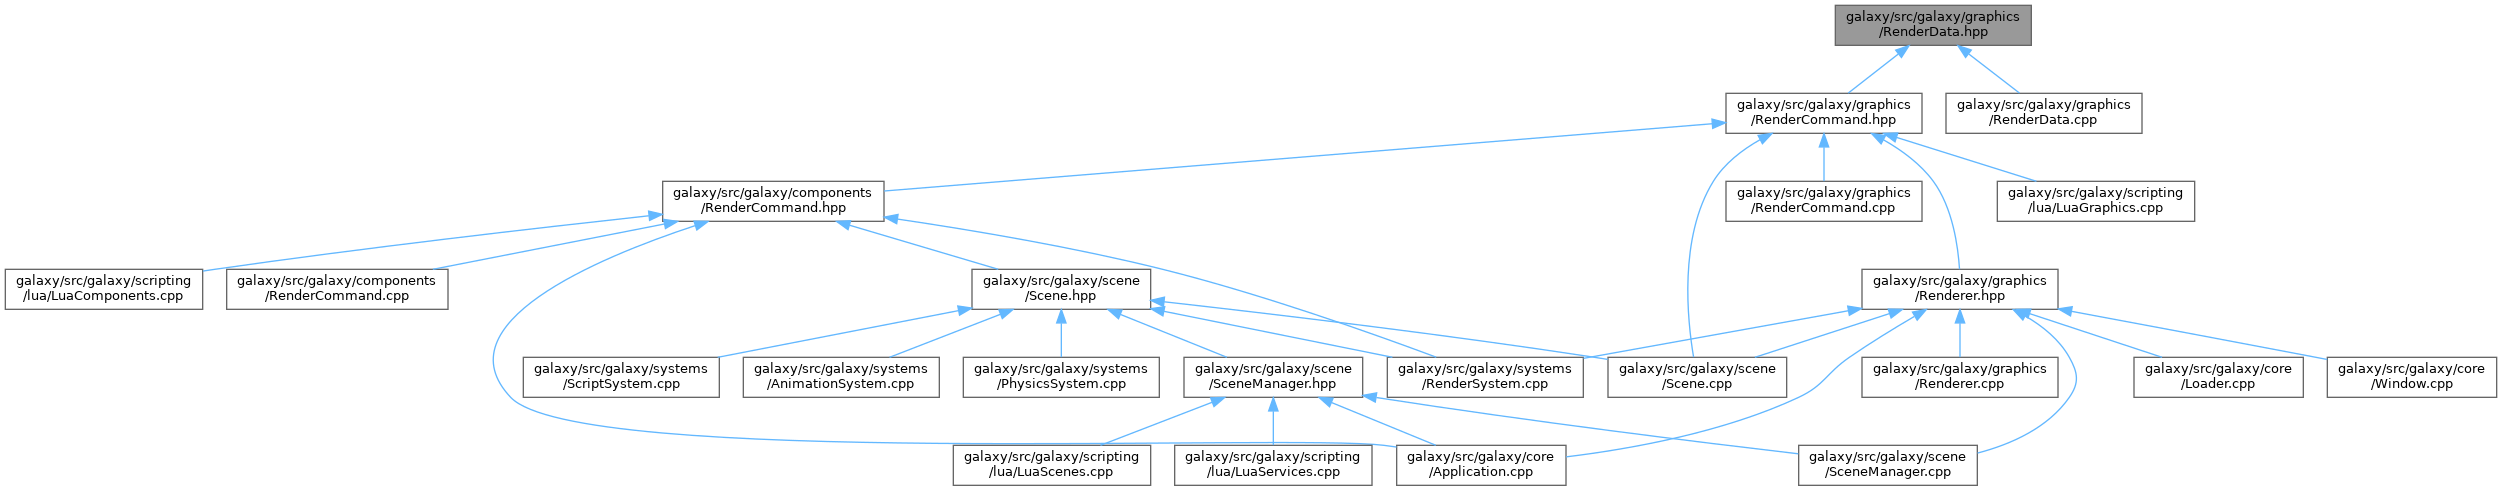 galaxy/src/galaxy/graphics
/RenderData.hpp
galaxy/src/galaxy/graphics
/RenderCommand.hpp
galaxy/src/galaxy/graphics
/RenderData.cpp
galaxy/src/galaxy/components
/RenderCommand.hpp
galaxy/src/galaxy/graphics
/RenderCommand.cpp
galaxy/src/galaxy/scripting
/lua/LuaGraphics.cpp
galaxy/src/galaxy/scripting
/lua/LuaComponents.cpp
galaxy/src/galaxy/components
/RenderCommand.cpp
galaxy/src/galaxy/scene
/Scene.hpp
galaxy/src/galaxy/graphics
/Renderer.hpp
galaxy/src/galaxy/systems
/ScriptSystem.cpp
galaxy/src/galaxy/systems
/AnimationSystem.cpp
galaxy/src/galaxy/systems
/PhysicsSystem.cpp
galaxy/src/galaxy/scene
/SceneManager.hpp
galaxy/src/galaxy/systems
/RenderSystem.cpp
galaxy/src/galaxy/scene
/Scene.cpp
galaxy/src/galaxy/graphics
/Renderer.cpp
galaxy/src/galaxy/core
/Loader.cpp
galaxy/src/galaxy/core
/Window.cpp
galaxy/src/galaxy/scripting
/lua/LuaScenes.cpp
galaxy/src/galaxy/scripting
/lua/LuaServices.cpp
galaxy/src/galaxy/core
/Application.cpp
galaxy/src/galaxy/scene
/SceneManager.cpp